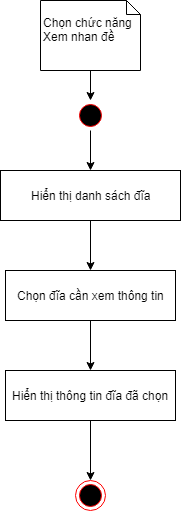 Chọn chức năng
Xem nhan đề
Hiển thị danh sách đĩa
Chọn đĩa cần xem thông tin
Hiển thị thông tin đĩa đã chọn